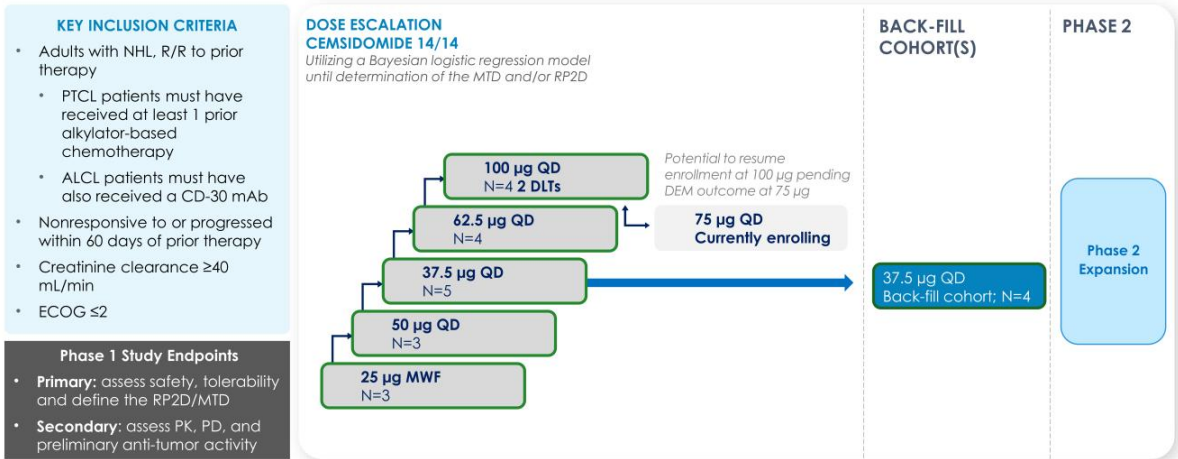 KEY INCLUSION CRITERIA
• Adults with NHL, R/R to prior
therapy
• PTCL patients must have
received at least 1 prior
alkylator-based
chemotherapy
• ALCL patients must have
also received a CD-30 mAb
• Nonresponsive to or progressed
within 60 days of prior therapy
• Creatinine clearance ≥40
mL/min
• ECOG ≤2
Phase 1 Study Endpoints
• Primary: assess safety, tolerability
and define the RP2D/MTD
• Secondary: assess PK, PD, and
preliminary anti-tumor activity
DOSE ESCALATION
CEMSIDOMIDE 14/14
Utilizing a Bayesian logistic regression model
until determination of the MTD and/or RP2D
100 µg QD
N=4 2 DLTs
Potential to resume
enrollment at 100 µg pending
DEM outcome at 75 µg
62.5 µg QD
N=4
75 µg QD
Currently enrolling
37.5 µg QD
N=5
50 µg QD
N=3
25 µg MWF
N=3
BACK-FILL
COHORT(S)
37.5 µg QD
Back-fill cohort; N=4
PHASE 2
Phase 2
Expansion